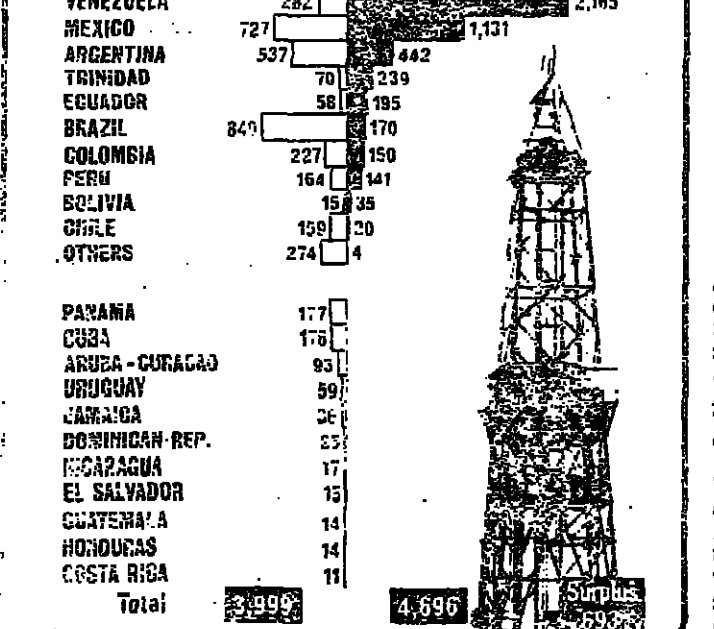 VENEZUELA 282
MEXICO 727 1,131
ARGENTINA 537 442
TRINIDAD 70 239
ECUADOR 58 195
BRAZIL 170
COLOMBIA 227 150
PERU 164 141
BOLIVIA 15 35
CHILE 159 20
OTHERS 274 4
PANAMA 177
CUBA
ARUBA-CURACAO 93
URUGUAY 59
JAMAICA
DOMINICAN-REP.
NICARAGUA 17
EL SALVADOR 15
GUATEMALA 14
HONDURAS 14
COSTA RICA 11
Total 3,999 4,696 Surplus